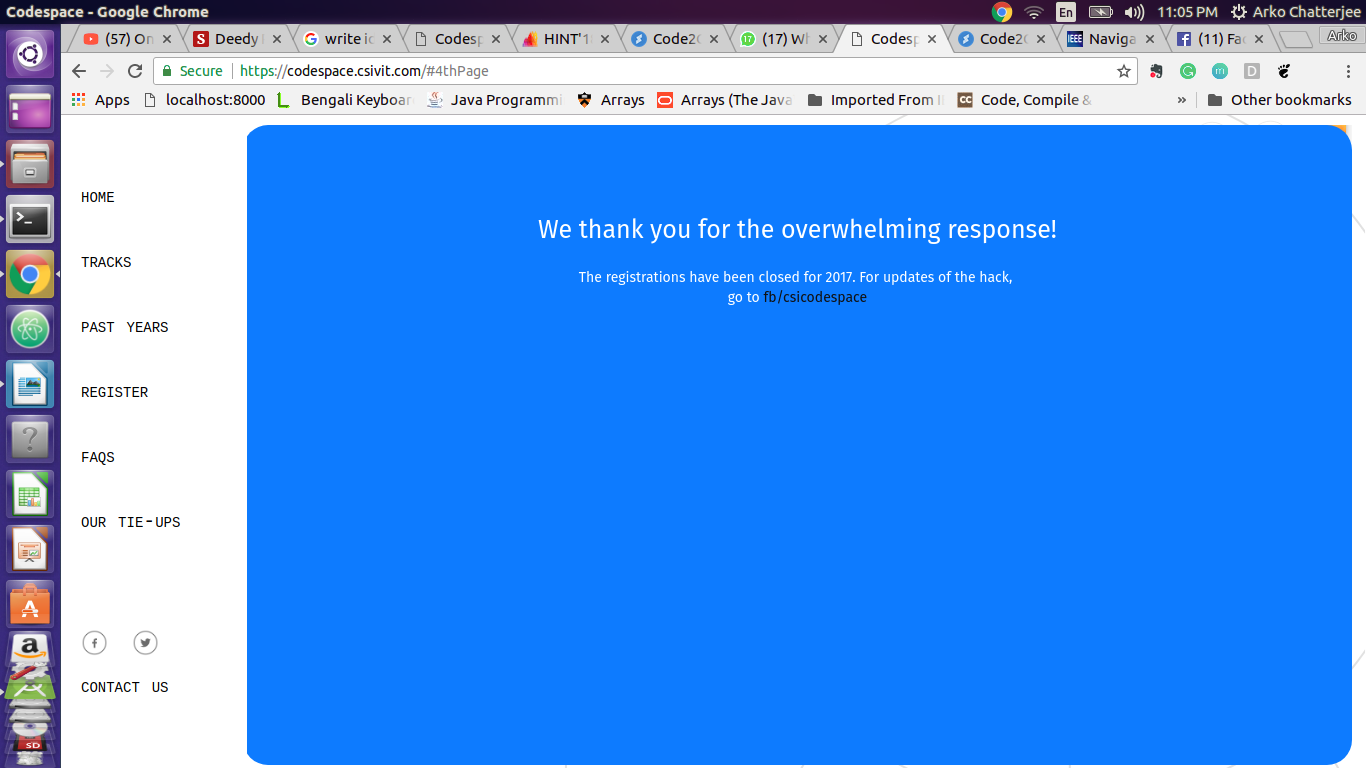 Codespace - Google Chrome
En
11:05 PM
Arko Chatterjee
(57) On
Deedy
write ic
Codesp
HINT'1
Code2
(17) Wh
Codesp
Code2
IEEE Naviga
(11) Fac
Arko
Secure
https://codespace.csivit.com/#4thPage
Apps
localhost:8000
Bengali Keyboar
Java Programmi
Arrays
Arrays (The Java
Imported From I
CC Code, Compile &
» Other bookmarks
HOME
TRACKS
PAST YEARS
REGISTER
FAQS
OUR TIE-UPS
CONTACT US
We thank you for the overwhelming response!
The registrations have been closed for 2017. For updates of the hack,
go to fb/csicodespace
SD